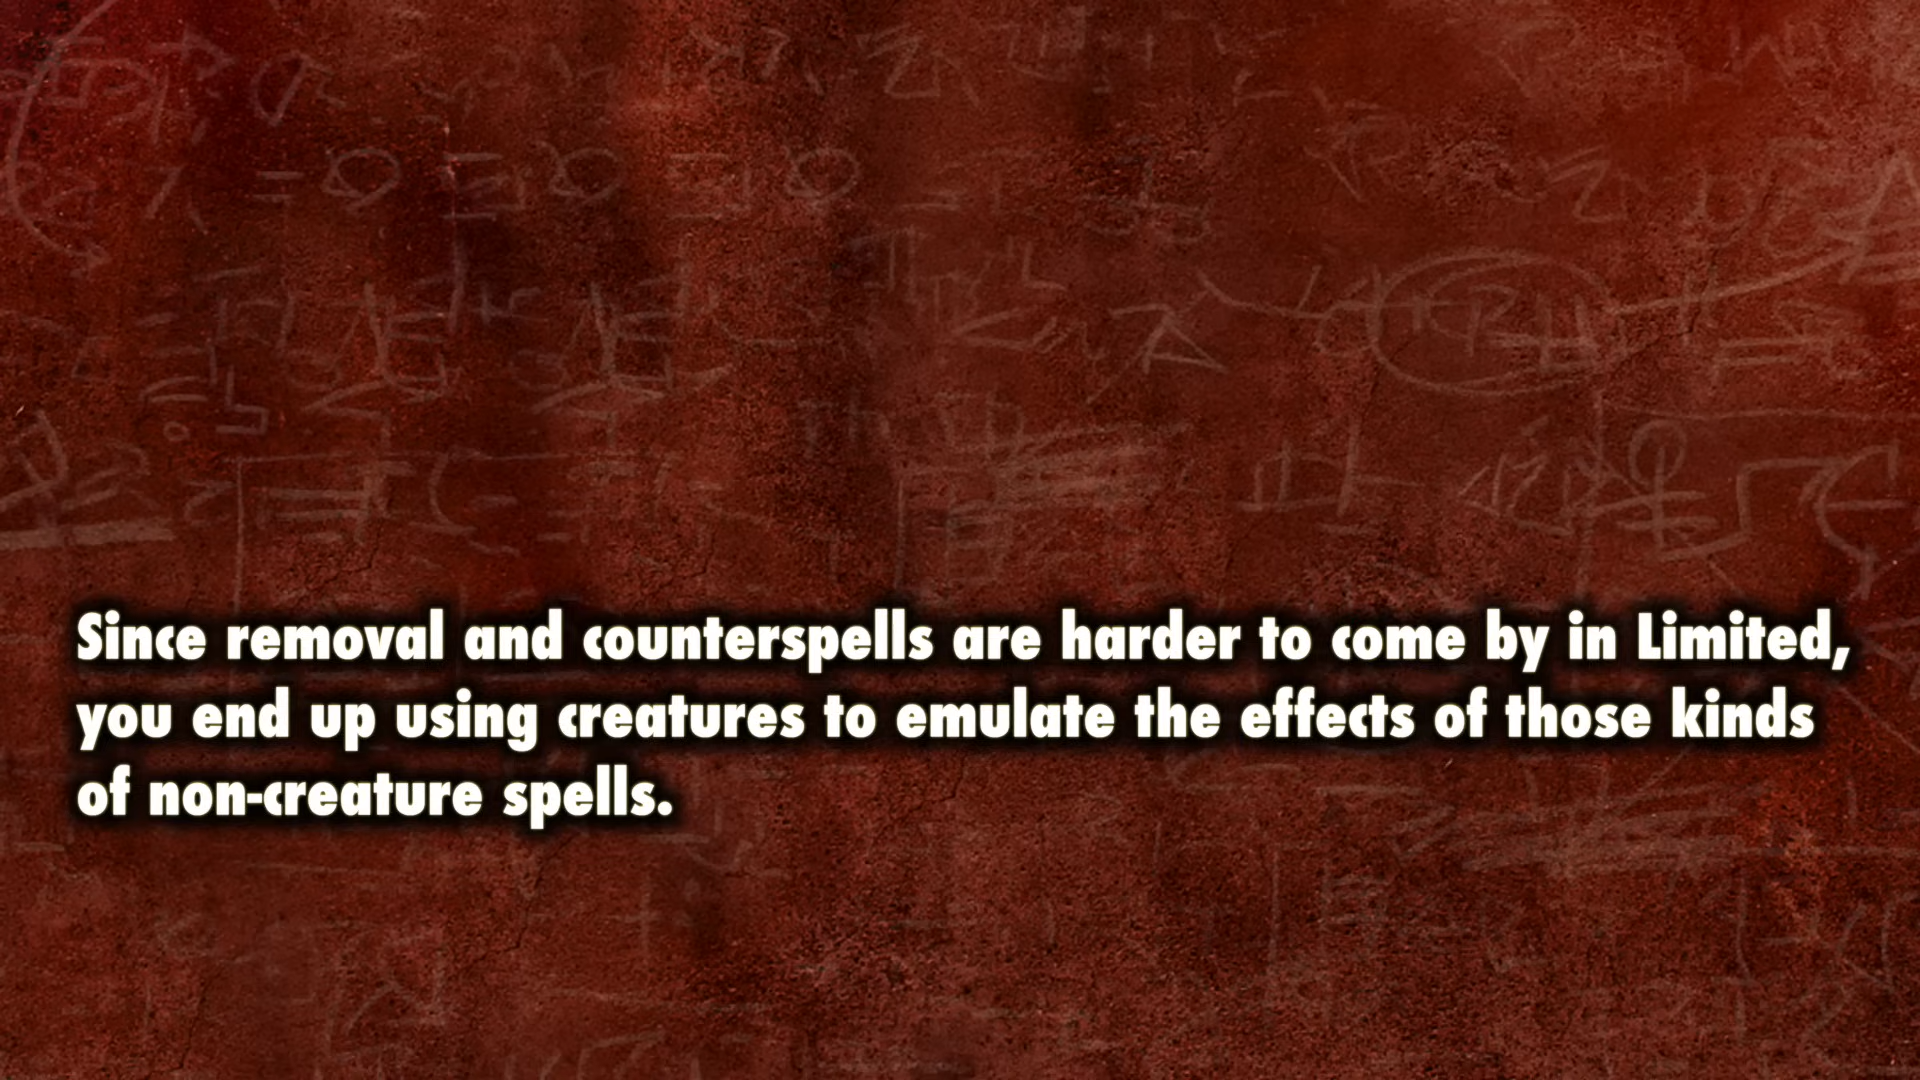 Since removal and counterspells are harder to come by in Limited,
you end up using creatures to emulate the effects of those kinds
of non-creature spells.